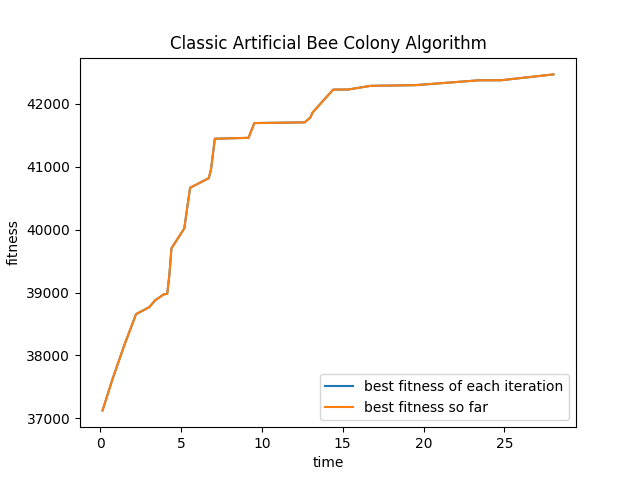 Classic Artificial Bee Colony Algorithm
fitness
42000
41000
40000
39000
38000
37000
best fitness of each iteration
best fitness so far
0 5 10 15 20 25
time